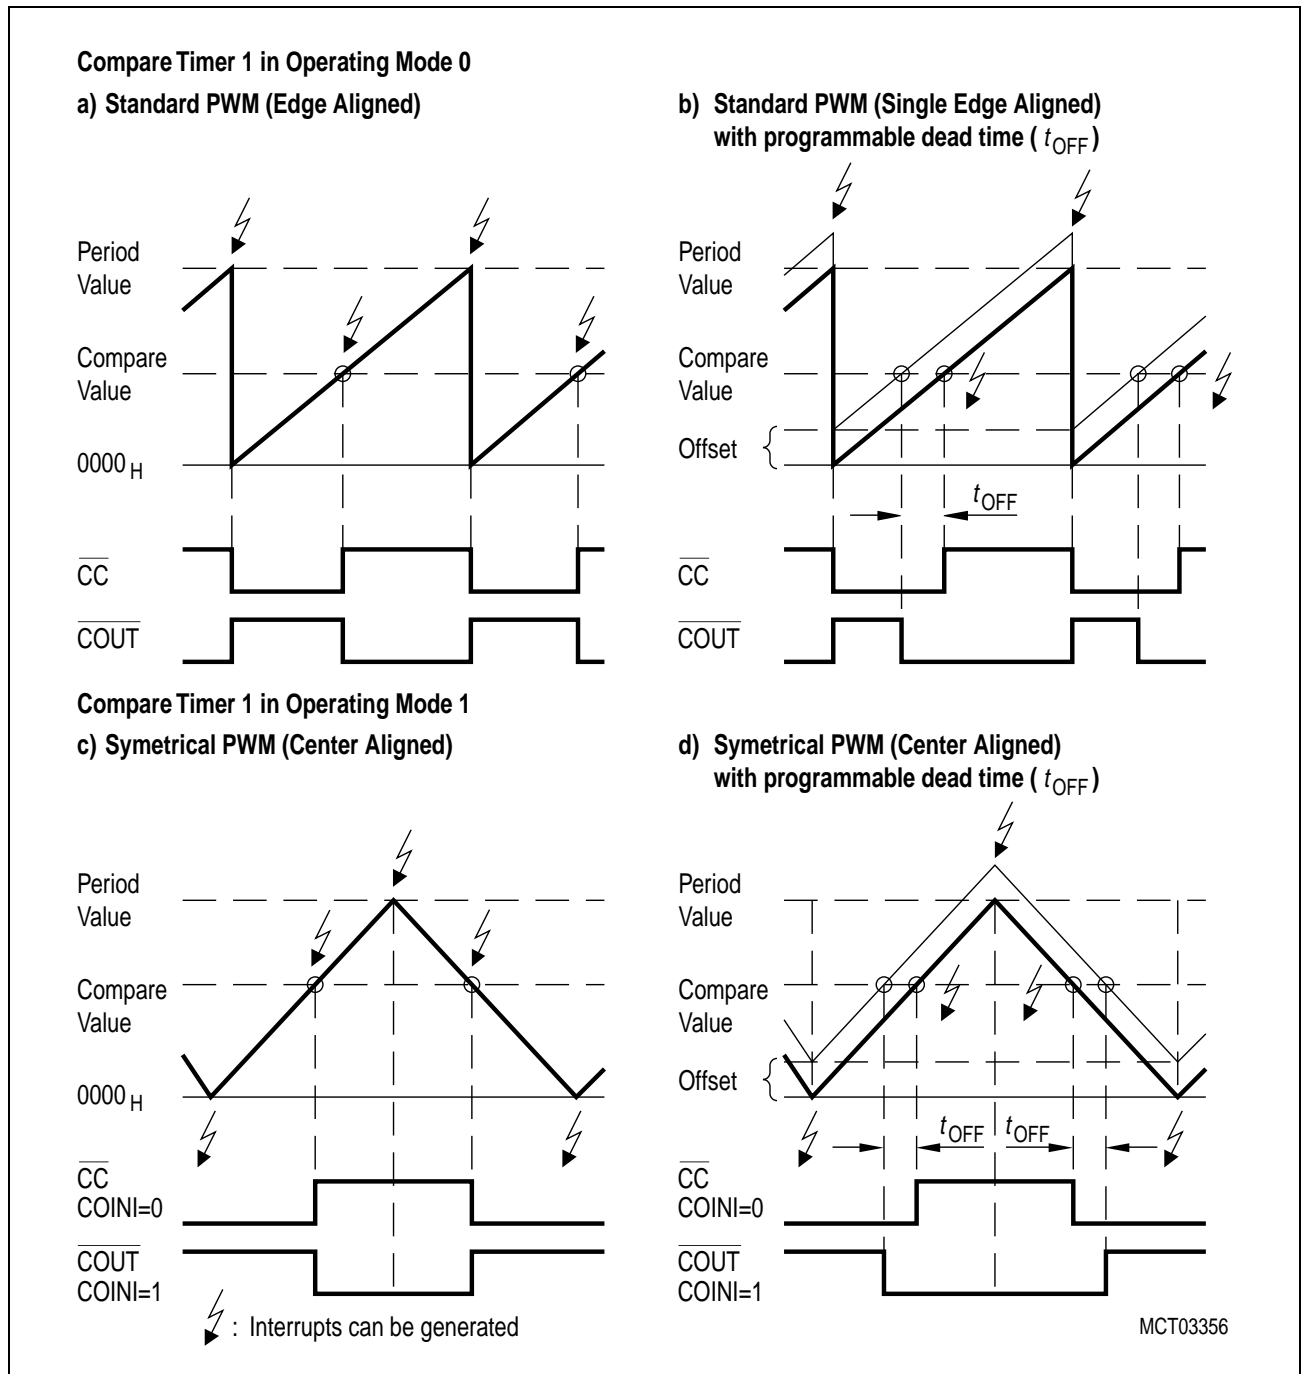 Compare Timer 1 in Operating Mode 0
a) Standard PWM (Edge Aligned)
Period
Value
Compare
Value
0000 H
CC
COUT
b) Standard PWM (Single Edge Aligned)
with programmable dead time ( tOFF )
Period
Value
Compare
Value
Offset
tOFF
CC
COUT
Compare Timer 1 in Operating Mode 1
c) Symetrical PWM (Center Aligned)
Period
Value
Compare
Value
0000 H
CC
COINI=0
COUT
COINI=1
: Interrupts can be generated
d) Symetrical PWM (Center Aligned)
with programmable dead time ( tOFF )
Period
Value
Compare
Value
Offset
tOFF tOFF
CC
COINI=0
COUT
COINI=1
MCT03356